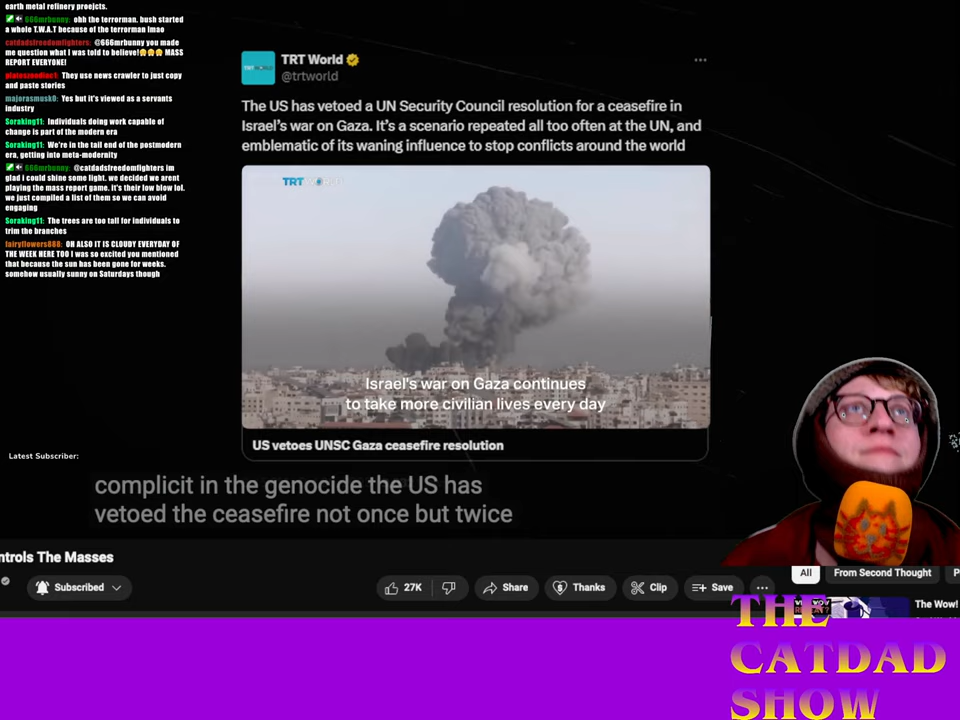 earth metal refinery proejcts.
666mrbunny: ohh the terrorman. bush started
a whole T.W.A.T because of the terrorman lmao
catdadsfreedomfighters: @666mrbunny you made
me question what I was told to believe! MASS
REPORT EVERYONE!
They use news crawler to just copy
and paste stories
majorasmusk0: Yes but it's viewed as a servants
industry
Soraking11: Individuals doing work capable of
change is part of the modern era
Soraking11: We're in the tail end of the postmodern
era, getting into meta-modernity
666mrbunny: @catdadsfreedomfighters im
glad i could shine some light. we decided we arent
playing the mass report game. it's their low blow lol.
we just compiled a list of them so we can avoid
engaging
Soraking11: The trees are too tall for individuals to
trim the branches
fairyflowers888: OH ALSO IT IS CLOUDY EVERYDAY OF
THE WEEK HERE TOO I was so excited you mentioned
that because the sun has been gone for weeks.
somehow usually sunny on Saturdays though
TRT World
@trtworld
The US has vetoed a UN Security Council resolution for a ceasefire in
Israel's war on Gaza. It's a scenario repeated all too often at the UN, and
emblematic of its waning influence to stop conflicts around the world
TRT WORLD
Israel's war on Gaza continues
to take more civilian lives every day
US vetoes UNSC Gaza ceasefire resolution
Latest Subscriber:
complicit in the genocide the US has
vetoed the ceasefire not once but twice
ntrols The Masses
Subscribed
27K
Share
Thanks
Clip
Save
All
From Second Thought
P
The Wow!
THE
CATDAD
SHOW